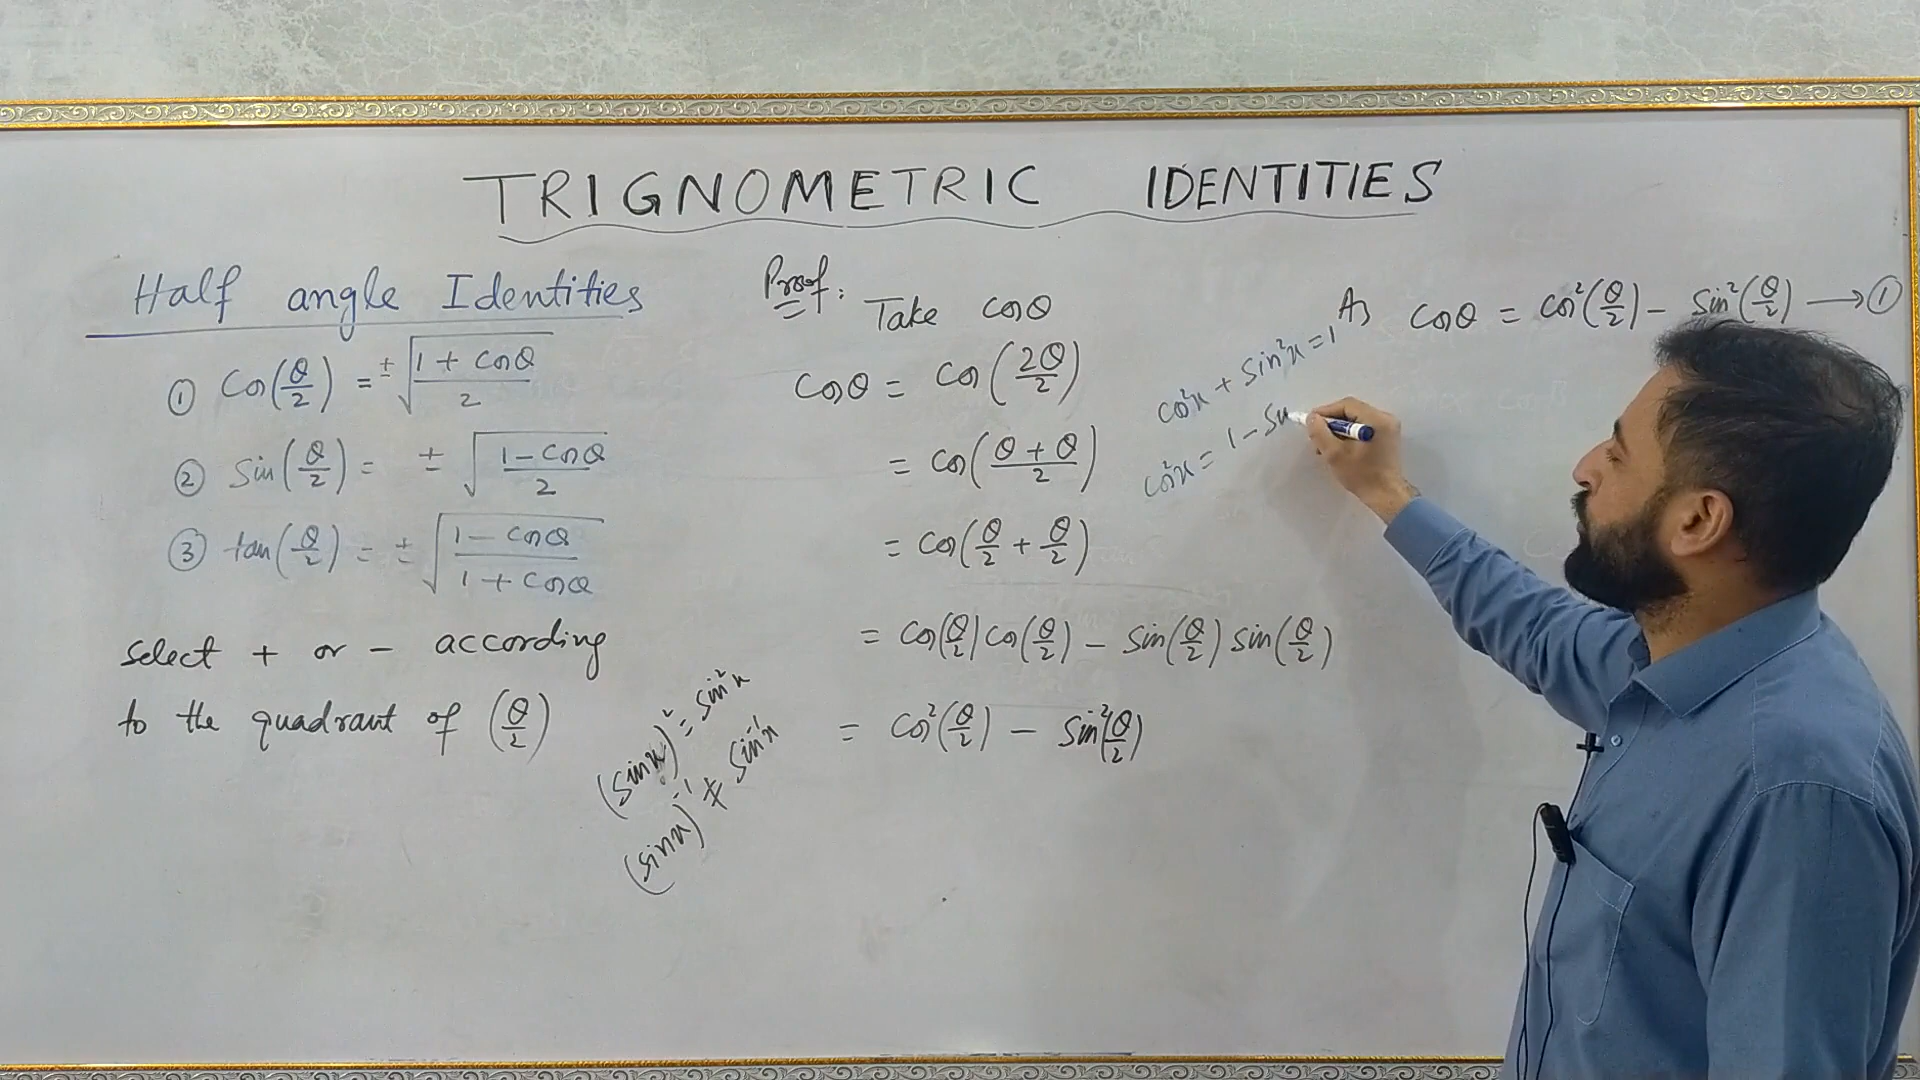 TRIGNOMETRIC IDENTITIES
Half angle Identities
① Cos(θ/2) = ±√((1 + cosθ)/2)
② Sin(θ/2) = ±√((1 - cosθ)/2)
③ tan(θ/2) = ±√((1 - cosθ)/(1 + cosθ))
select + or - according
to the quadrant of (θ/2)
(sinx)² = sin²x
(sinx)⁻¹ ≠ sin⁻¹x
Proof:
Take cosθ
cosθ = cos(2θ/2)
= cos((θ + θ)/2)
= cos(θ/2 + θ/2)
= cos(θ/2) cos(θ/2) - sin(θ/2) sin(θ/2)
= cos²(θ/2) - sin²(θ/2)
cos²x + sin²x = 1
cos²x = 1 - Si
As cosθ = cos²(θ/2) - sin²(θ/2) → ①